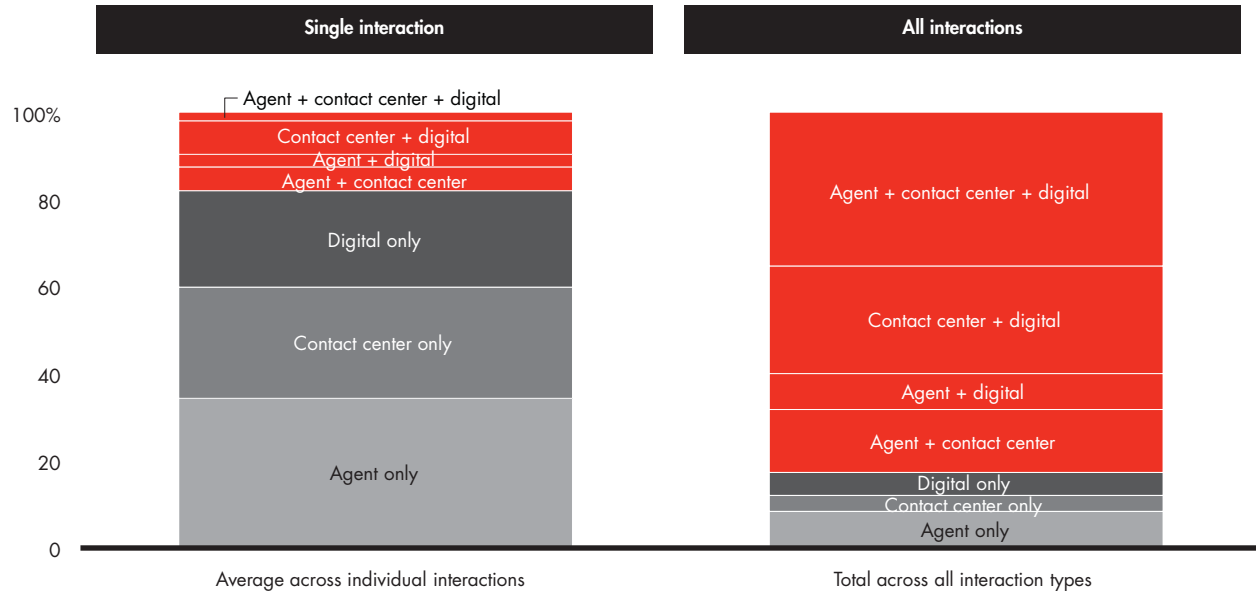 Single interaction
All interactions
100%
80
60
40
20
0
Agent + contact center + digital
Contact center + digital
Agent + digital
Agent + contact center
Digital only
Contact center only
Agent only
Agent + contact center + digital
Contact center + digital
Agent + digital
Agent + contact center
Digital only
Contact center only
Agent only
Average across individual interactions
Total across all interaction types